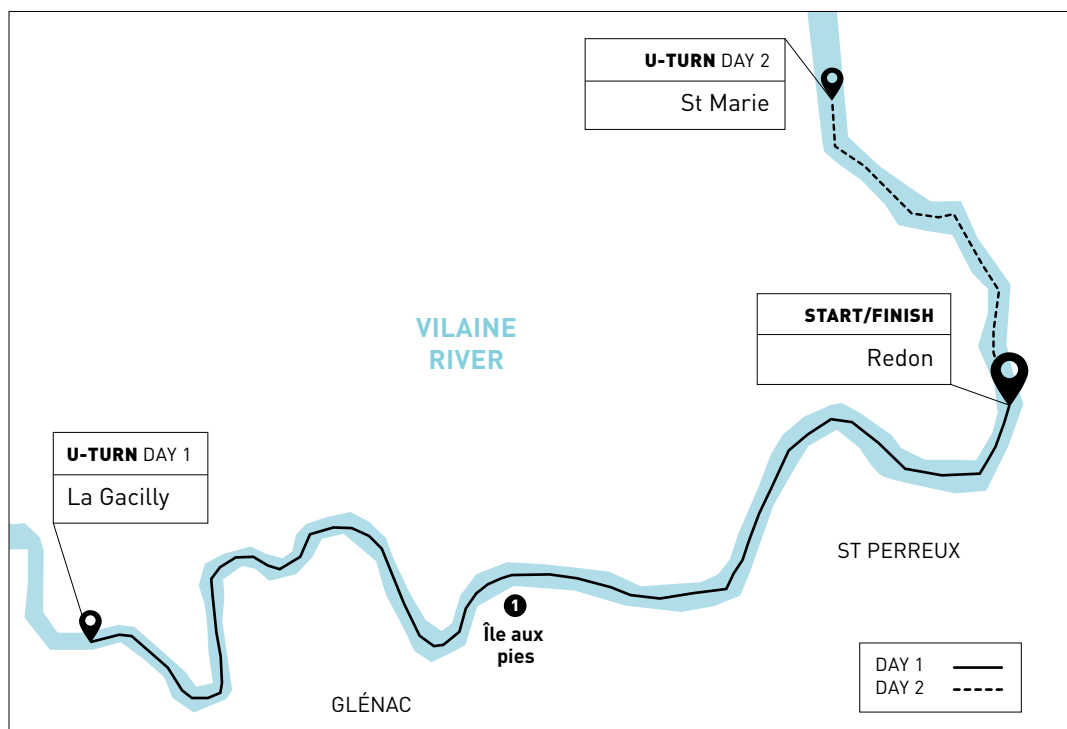 U-TURN DAY 2
St Marie
START/FINISH
Redon
VILAINE
RIVER
U-TURN DAY 1
La Gacilly
ST PERREUX
1
Île aux
pies
GLÉNAC
DAY 1
DAY 2